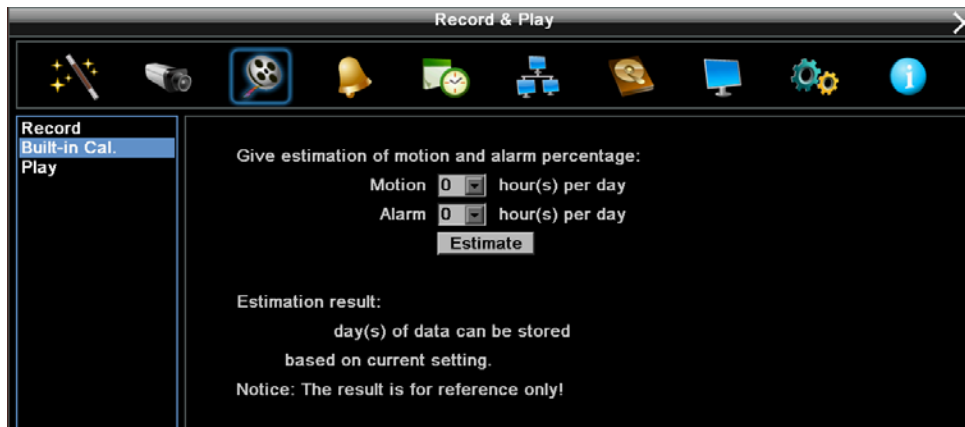 Record & Play
Record
Built-in Cal.
Play
Give estimation of motion and alarm percentage:
Motion 0 hour(s) per day
Alarm 0 hour(s) per day
Estimate
Estimation result:
day(s) of data can be stored
based on current setting.
Notice: The result is for reference only!